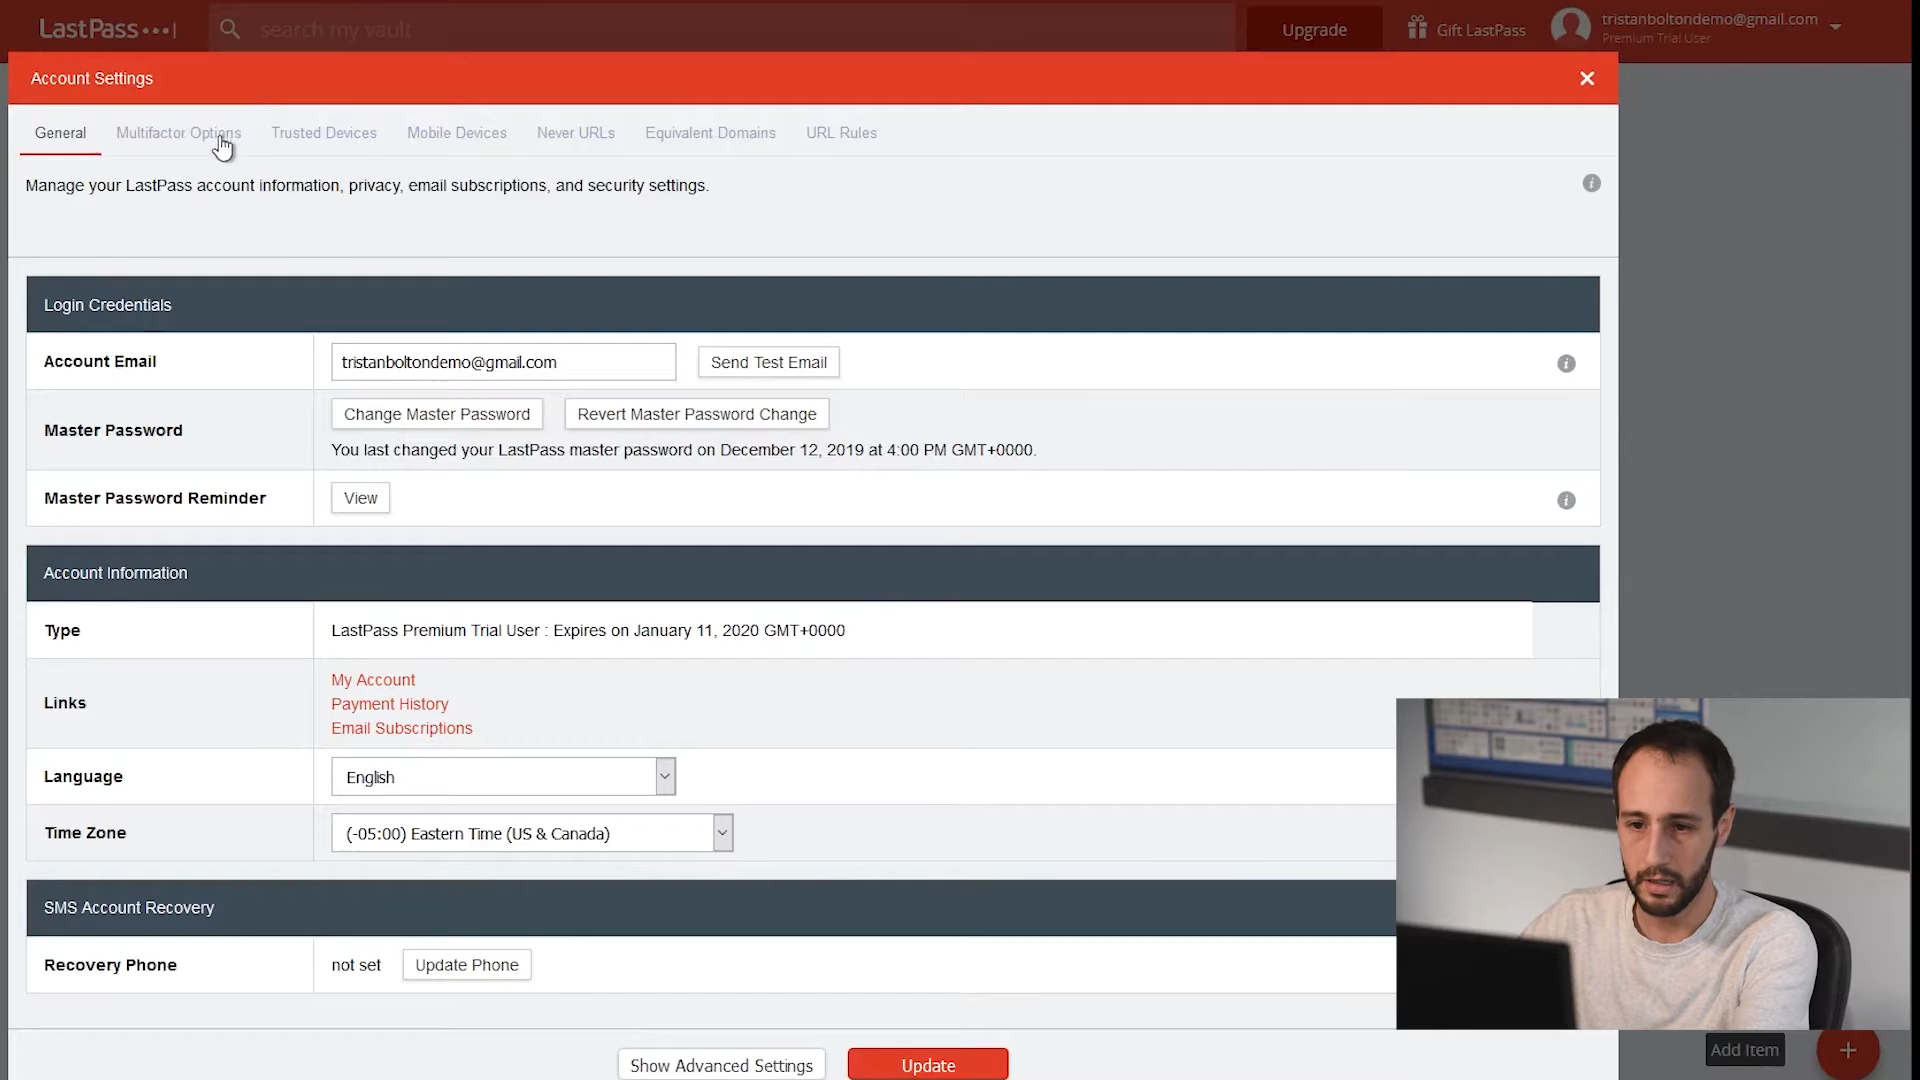 LastPass•••|
search my vault
Upgrade
Gift LastPass
tristanboltondemo@gmail.com
Premium Trial User
Account Settings
General
Multifactor Options
Trusted Devices
Mobile Devices
Never URLs
Equivalent Domains
URL Rules
Manage your LastPass account information, privacy, email subscriptions, and security settings.
Login Credentials
Account Email
tristanboltondemo@gmail.com
Send Test Email
Master Password
Change Master Password
Revert Master Password Change
You last changed your LastPass master password on December 12, 2019 at 4:00 PM GMT+0000.
Master Password Reminder
View
Account Information
Type
LastPass Premium Trial User : Expires on January 11, 2020 GMT+0000
Links
My Account
Payment History
Email Subscriptions
Language
English
Time Zone
(-05:00) Eastern Time (US & Canada)
SMS Account Recovery
Recovery Phone
not set
Update Phone
Show Advanced Settings
Update
Add Item